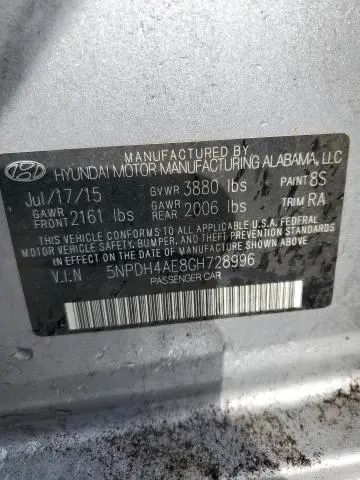 MANUFACTURED BY
HYUNDAI MOTOR MANUFACTURING ALABAMA, LLC
Jul/17/15 GVWR 3880 lbs PAINT 8S
GAWR FRONT 2161 lbs GAWR REAR 2006 lbs TRIM RA
THIS VEHICLE CONFORMS TO ALL APPLICABLE U.S. FEDERAL
MOTOR VEHICLE SAFETY, BUMPER, AND THEFT PREVENTION STANDARDS
IN EFFECT ON THE DATE OF MANUFACTURE SHOWN ABOVE.
V.I.N 5NPDH4AE8GH728996
PASSENGER CAR